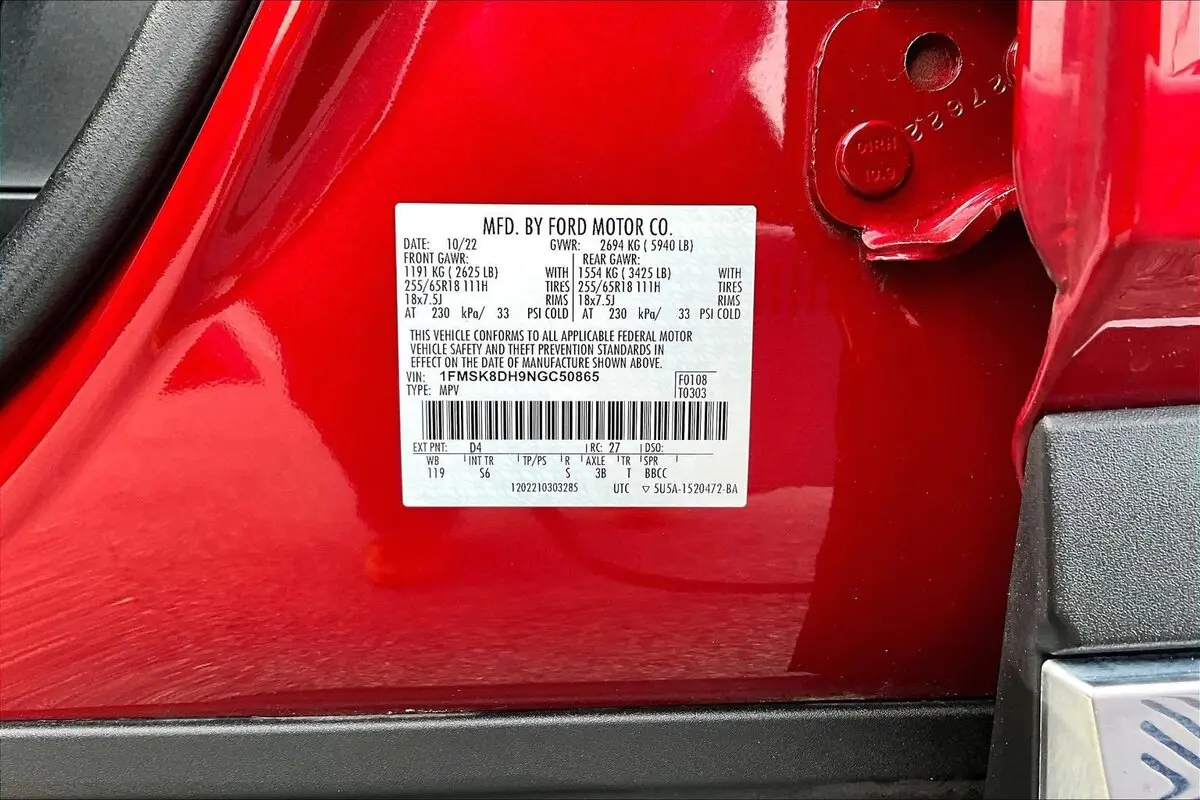 27622
10.9
MFD. BY FORD MOTOR CO.
DATE: 10/22 GVWR: 2694 KG ( 5940 LB)
FRONT GAWR: REAR GAWR:
1191 KG ( 2625 LB) WITH 1554 KG ( 3425 LB) WITH
255/65R18 111H TIRES 255/65R18 111H TIRES
18x7.5J RIMS 18x7.5J RIMS
AT 230 kPa/ 33 PSI COLD AT 230 kPa/ 33 PSI COLD
THIS VEHICLE CONFORMS TO ALL APPLICABLE FEDERAL MOTOR
VEHICLE SAFETY AND THEFT PREVENTION STANDARDS IN
EFFECT ON THE DATE OF MANUFACTURE SHOWN ABOVE.
VIN: 1FMSK8DH9NGC50865 F0108
TYPE: MPV T0303
EXT PNT: D4 RC: 27 DSO:
WB INT TR TP/PS R AXLE TR SPR
119 S6 S 3B T BBCC
1202210303285 UTC ▽ 5U5A-1520472-BA